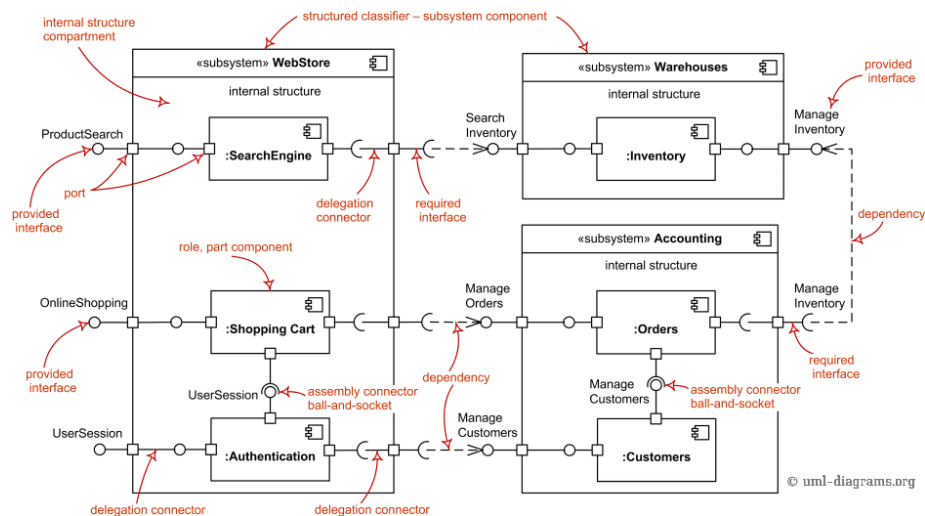 structured classifier – subsystem component
internal structure
compartment
«subsystem» WebStore
internal structure
«subsystem» Warehouses
internal structure
provided
interface
ProductSearch
:SearchEngine
Search
Inventory
:Inventory
Manage
Inventory
port
provided
interface
delegation
connector
required
interface
dependency
role, part component
«subsystem» Accounting
internal structure
OnlineShopping
:Shopping Cart
Manage
Orders
:Orders
Manage
Inventory
provided
interface
UserSession
assembly connector
ball-and-socket
dependency
Manage
Customers
assembly connector
ball-and-socket
required
interface
UserSession
:Authentication
Manage
Customers
:Customers
delegation connector
delegation connector
© uml-diagrams.org